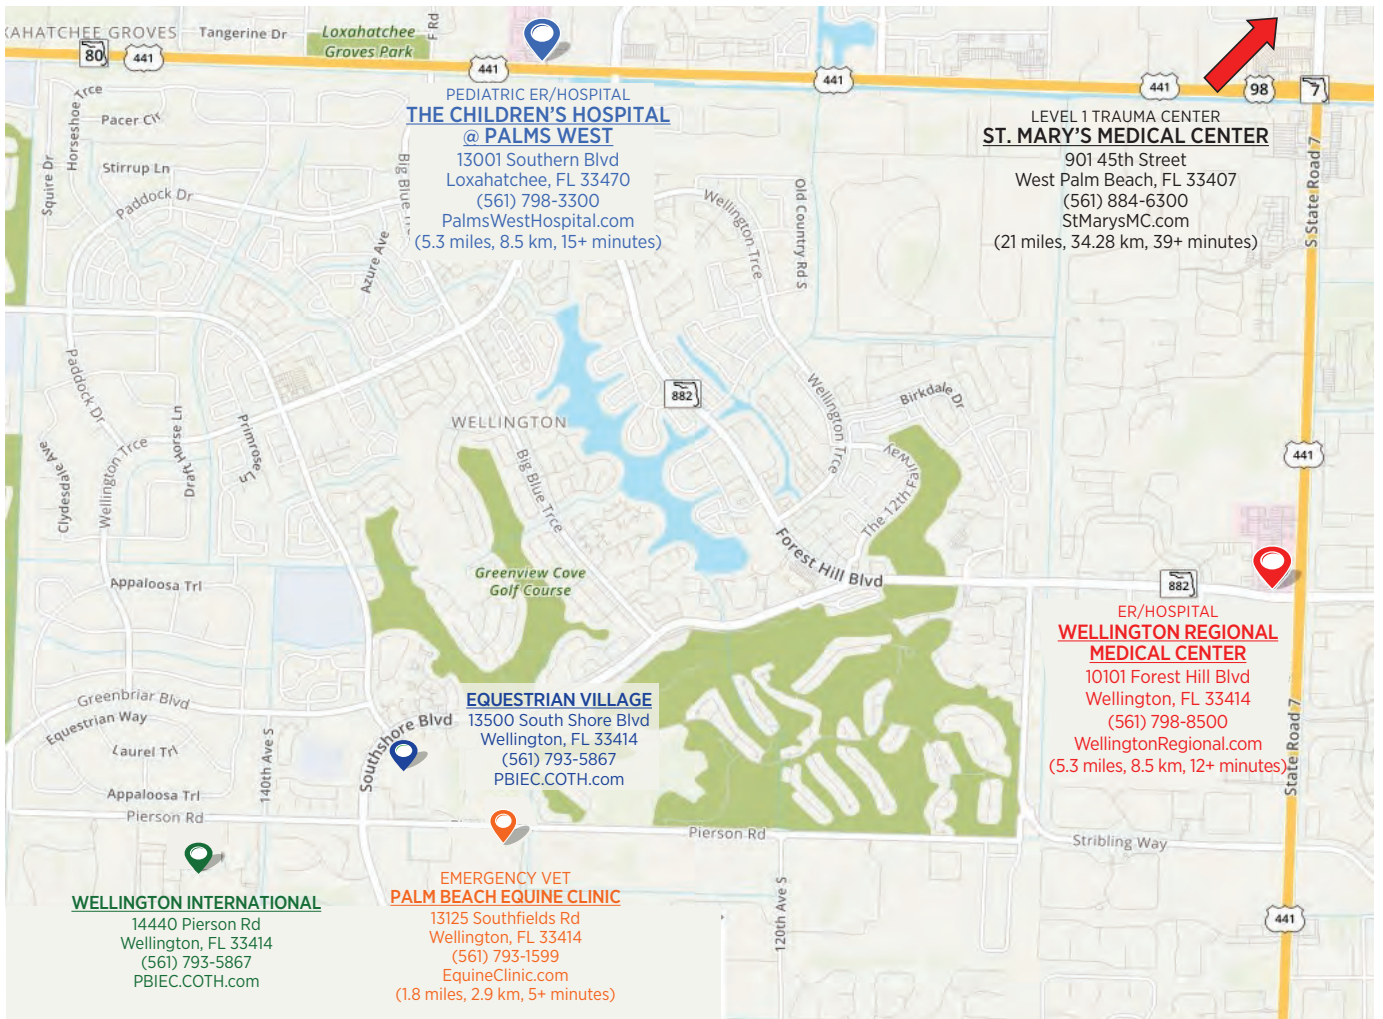 XAHATCHEE GROVES
Tangerine Dr
Loxahatchee
Groves Park
F Rd
80
441
441
441
441
98
7
PEDIATRIC ER/HOSPITAL
THE CHILDREN'S HOSPITAL
@ PALMS WEST
13001 Southern Blvd
Loxahatchee, FL 33470
(561) 798-3300
PalmsWestHospital.com
(5.3 miles, 8.5 km, 15+ minutes)
LEVEL 1 TRAUMA CENTER
ST. MARY'S MEDICAL CENTER
901 45th Street
West Palm Beach, FL 33407
(561) 884-6300
StMarysMC.com
(21 miles, 34.28 km, 39+ minutes)
Horseshoe Trce
Pacer Cir
Squire Dr
Stirrup Ln
Paddock Dr
Azure Ave
Big Blue
Wellington Trce
Old Country Rd S
S State Road 7
Paddock Dr
882
Wellington Trce
Birkdale Dr
WELLINGTON
Clydesdale Ave
Wellington Trce
Draft Horse Ln
Primrose Ln
Big Blue Trce
The 12th Fairway
441
Forest Hill Blvd
Greenview Cove
Golf Course
Appaloosa Trl
882
ER/HOSPITAL
WELLINGTON REGIONAL
MEDICAL CENTER
10101 Forest Hill Blvd
Wellington, FL 33414
(561) 798-8500
WellingtonRegional.com
(5.3 miles, 8.5 km, 12+ minutes)
State Road 7
Greenbriar Blvd
Equestrian Way
Laurel Trl
140th Ave S
Southshore Blvd
EQUESTRIAN VILLAGE
13500 South Shore Blvd
Wellington, FL 33414
(561) 793-5867
PBIEC.COTH.com
Appaloosa Trl
Pierson Rd
Pierson Rd
Stribling Way
120th Ave S
441
WELLINGTON INTERNATIONAL
14440 Pierson Rd
Wellington, FL 33414
(561) 793-5867
PBIEC.COTH.com
EMERGENCY VET
PALM BEACH EQUINE CLINIC
13125 Southfields Rd
Wellington, FL 33414
(561) 793-1599
EquineClinic.com
(1.8 miles, 2.9 km, 5+ minutes)